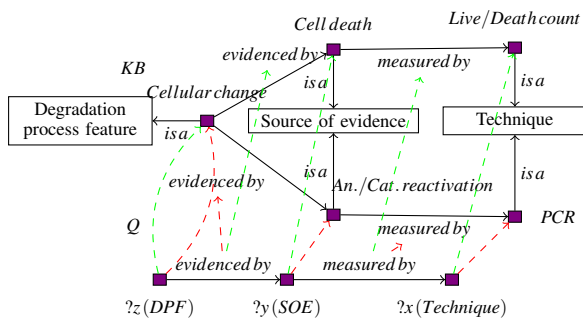 Cell death
Live/Death count
evidenced by
KB
measured by
Cellular change
Degradation
process feature
is a
is a
is a
Source of evidence
Technique
is a
is a
evidenced by
An./Cat. reactivation
Q
measured by
PCR
evidenced by
measured by
?z(DPF)
?y(SOE)
?x(Technique)